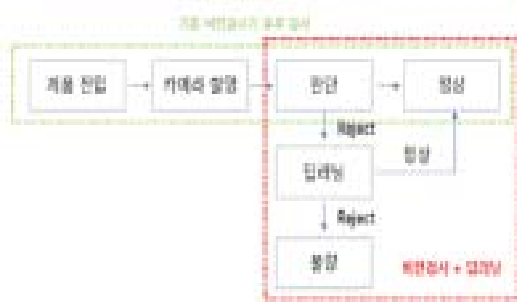 제품 진입
카메라 촬영
판단
정상
Reject
딥러닝
정상
Reject
불량
비전검사 + 딥러닝